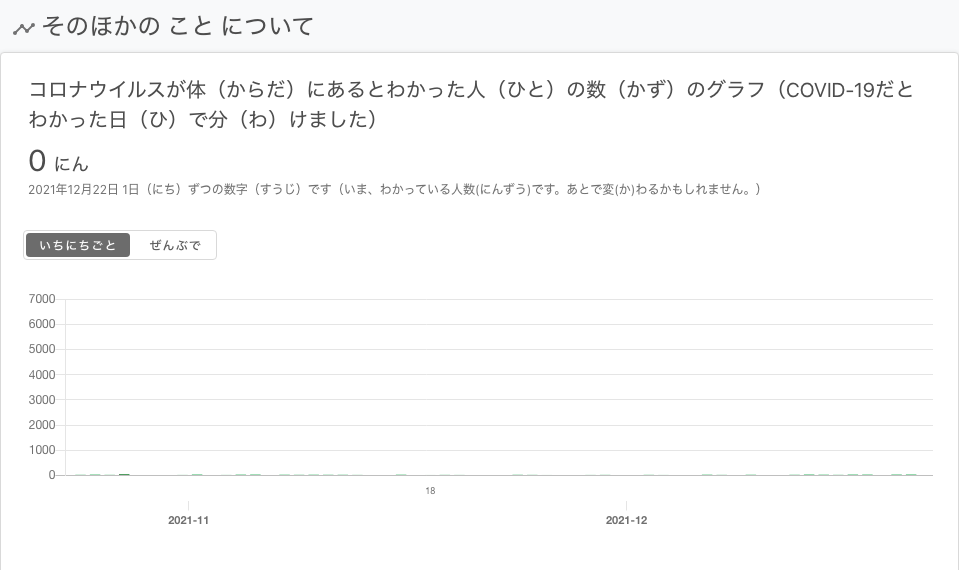 そのほかの こと について
コロナウイルスが体（からだ）にあるとわかった人（ひと）の数（かず）のグラフ（COVID-19だと
わかった日（ひ）で分（わ）けました）
0 にん
2021年12月22日 1日（にち）ずつの数字（すうじ）です（いま、わかっている人数(にんずう)です。あとで変(か)わるかもしれません。）
いちにちごと ぜんぶで
7000
6000
5000
4000
3000
2000
1000
0
18
2021-11 2021-12